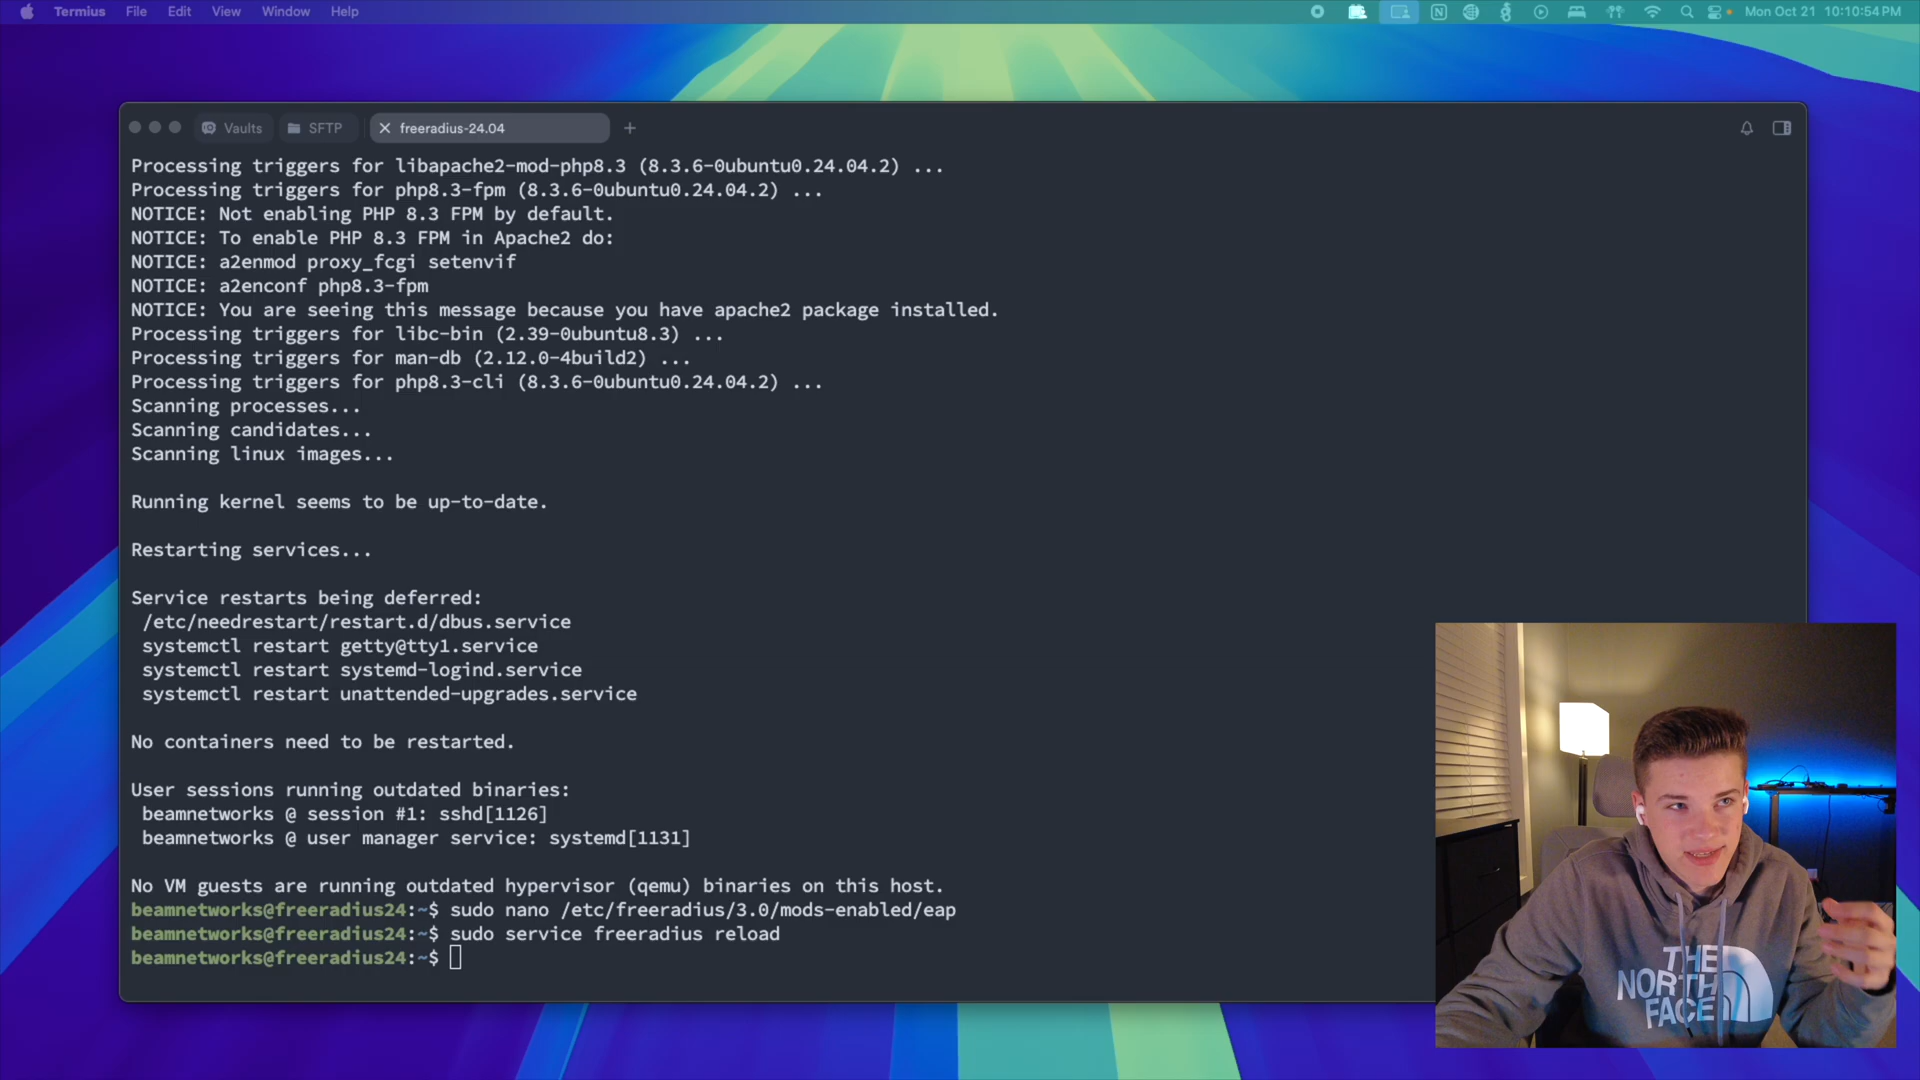 Termius File Edit View Window Help Mon Oct 21 10:10:54 PM
Vaults SFTP freeradius-24.04
Processing triggers for libapache2-mod-php8.3 (8.3.6-0ubuntu0.24.04.2) ...
Processing triggers for php8.3-fpm (8.3.6-0ubuntu0.24.04.2) ...
NOTICE: Not enabling PHP 8.3 FPM by default.
NOTICE: To enable PHP 8.3 FPM in Apache2 do:
NOTICE: a2enmod proxy_fcgi setenvif
NOTICE: a2enconf php8.3-fpm
NOTICE: You are seeing this message because you have apache2 package installed.
Processing triggers for libc-bin (2.39-0ubuntu8.3) ...
Processing triggers for man-db (2.12.0-4build2) ...
Processing triggers for php8.3-cli (8.3.6-0ubuntu0.24.04.2) ...
Scanning processes...
Scanning candidates...
Scanning linux images...
Running kernel seems to be up-to-date.
Restarting services...
Service restarts being deferred:
/etc/needrestart/restart.d/dbus.service
systemctl restart getty@tty1.service
systemctl restart systemd-logind.service
systemctl restart unattended-upgrades.service
No containers need to be restarted.
User sessions running outdated binaries:
beamnetworks @ session #1: sshd[1126]
beamnetworks @ user manager service: systemd[1131]
No VM guests are running outdated hypervisor (qemu) binaries on this host.
beamnetworks@freeradius24:~$ sudo nano /etc/freeradius/3.0/mods-enabled/eap
beamnetworks@freeradius24:~$ sudo service freeradius reload
beamnetworks@freeradius24:~$
THE
NORTH
FACE